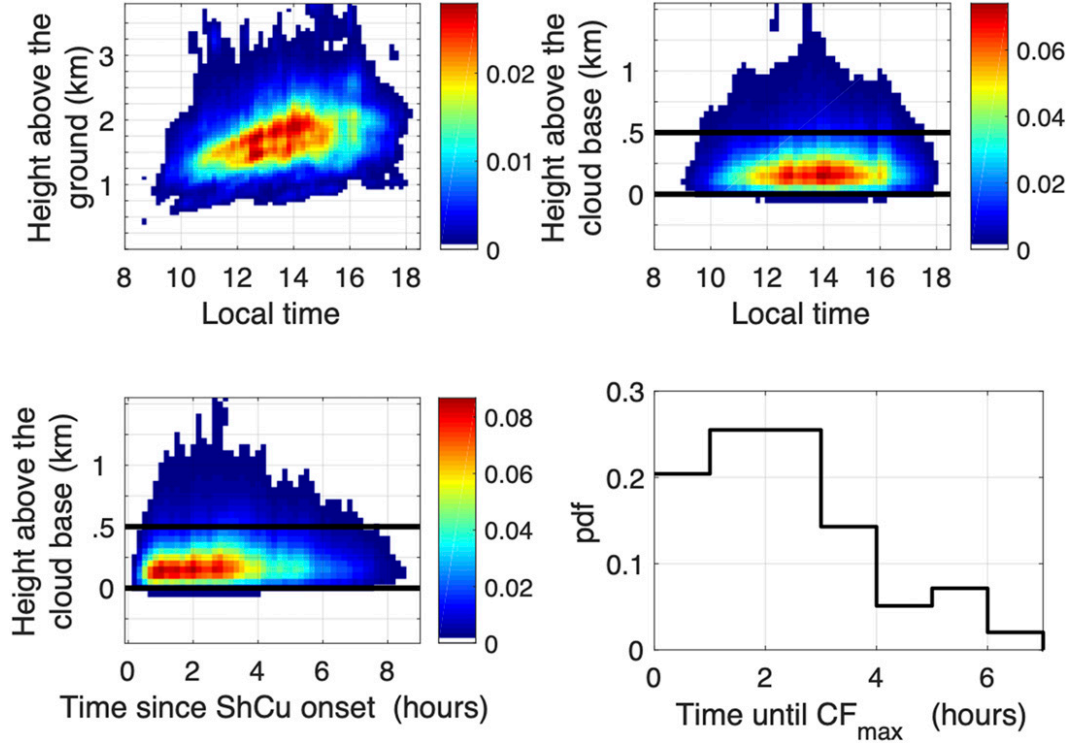 Height above the
ground (km)
3
2
1
8 10 12 14 16 18
Local time
0.02
0.01
0
Height above the
cloud base (km)
1
.5
0
8 10 12 14 16 18
Local time
0.06
0.04
0.02
0
Height above the
cloud base (km)
1
.5
0
0 2 4 6 8
Time since ShCu onset (hours)
0.08
0.06
0.04
0.02
0
pdf
0.3
0.2
0.1
0
0 2 4 6
Time until CFmax (hours)